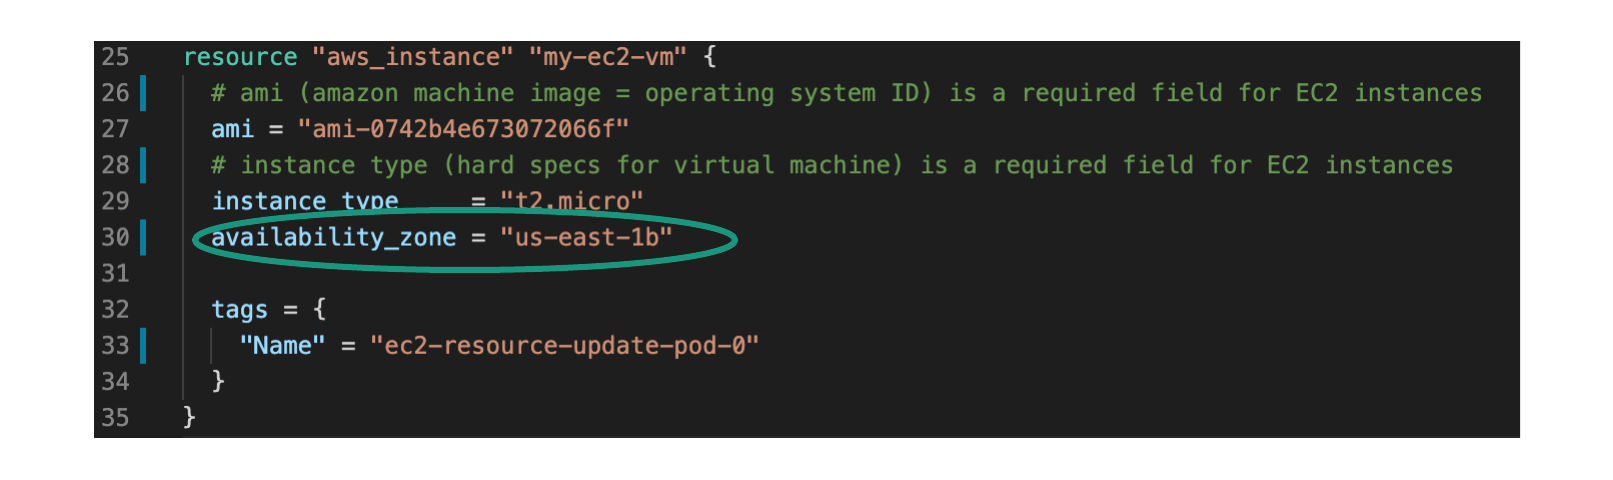 25 resource "aws_instance" "my-ec2-vm" {
26 # ami (amazon machine image = operating system ID) is a required field for EC2 instances
27 ami = "ami-0742b4e673072066f"
28 # instance type (hard specs for virtual machine) is a required field for EC2 instances
29 instance_type = "t2.micro"
30 availability_zone = "us-east-1b"
31
32 tags = {
33 "Name" = "ec2-resource-update-pod-0"
34 }
35 }